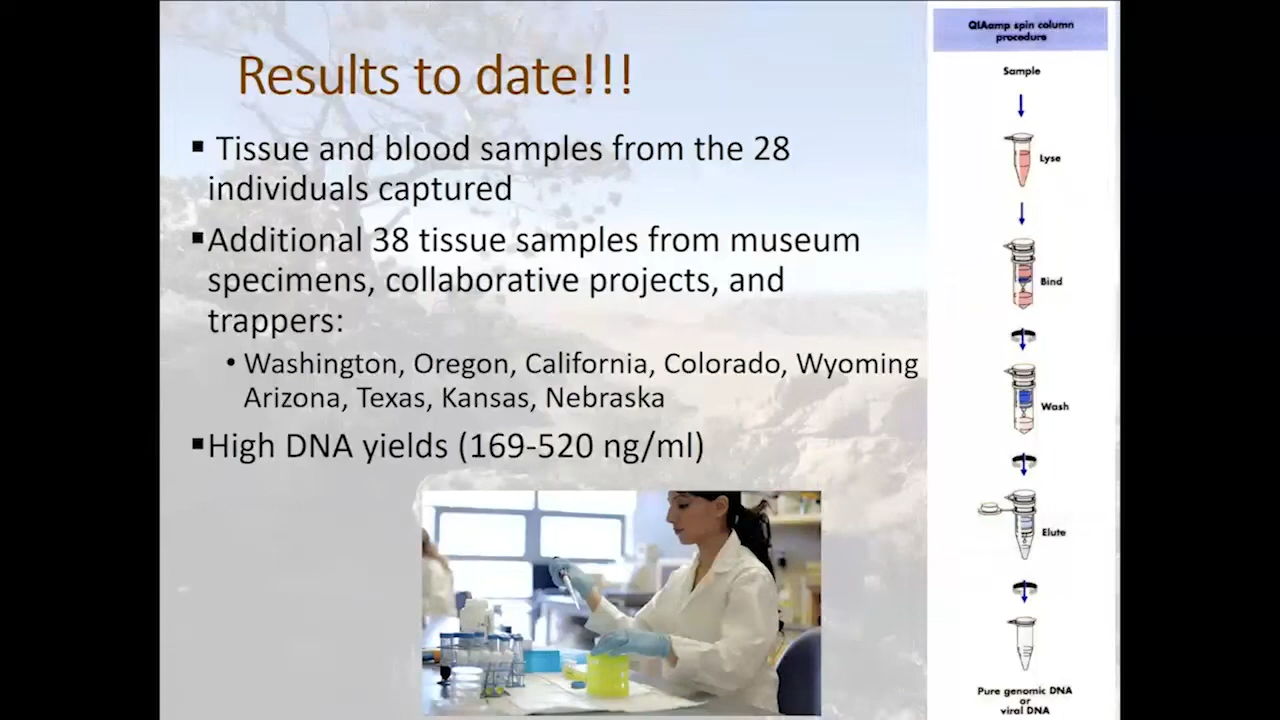 Results to date!!!
▪ Tissue and blood samples from the 28
individuals captured
▪Additional 38 tissue samples from museum
specimens, collaborative projects, and
trappers:
• Washington, Oregon, California, Colorado, Wyoming
Arizona, Texas, Kansas, Nebraska
▪High DNA yields (169-520 ng/ml)
QIAamp spin column
procedure
Sample
Lyse
Bind
Wash
Elute
Pure genomic DNA
or
viral DNA